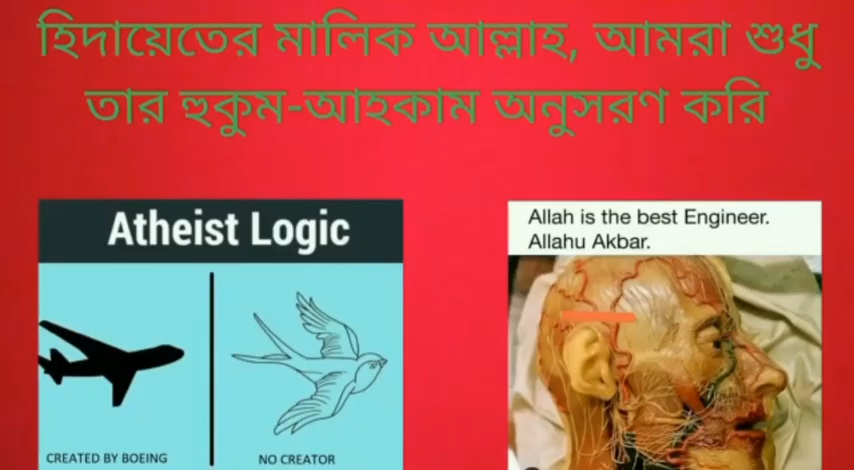 হিদায়েতের মালিক আল্লাহ, আমরা শুধু
তার হুকুম-আহকাম অনুসরণ করি
Atheist Logic
CREATED BY BOEING
NO CREATOR
Allah is the best Engineer.
Allahu Akbar.